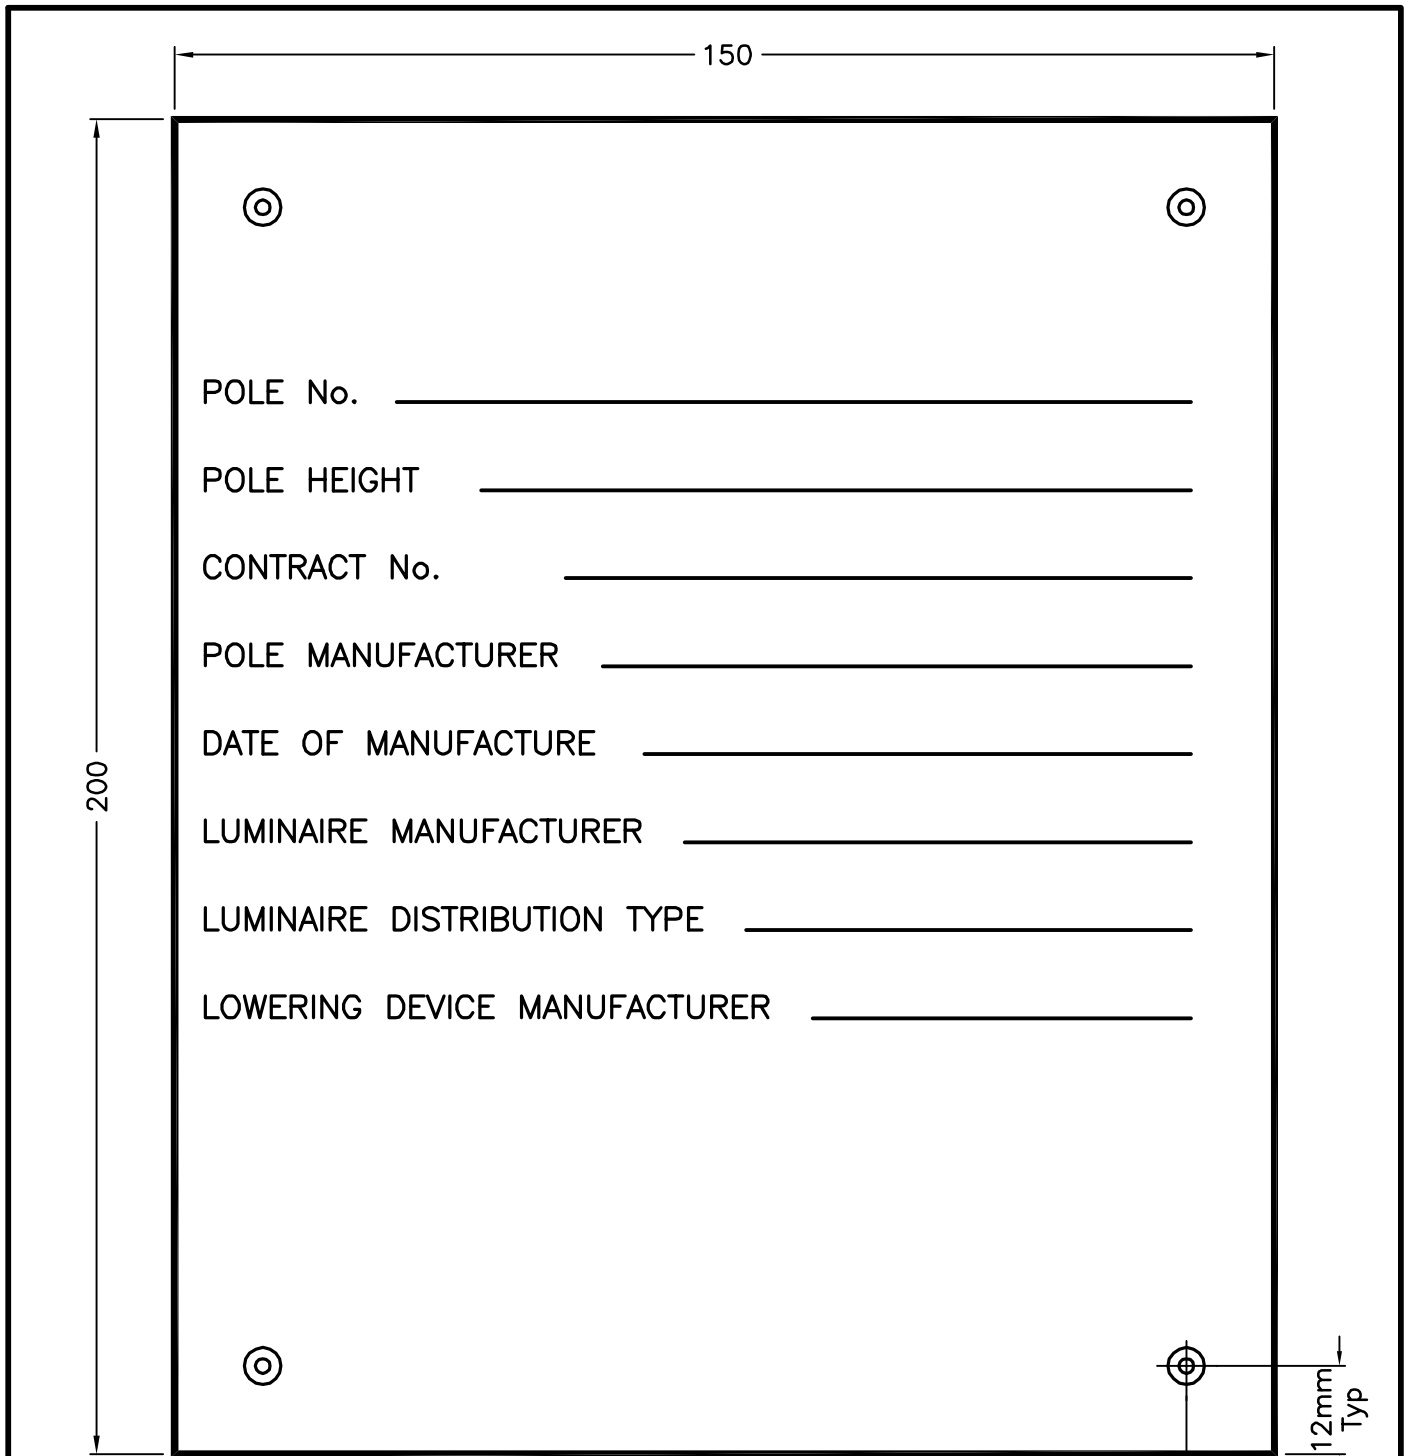 150
POLE No.
POLE HEIGHT
CONTRACT No.
POLE MANUFACTURER
DATE OF MANUFACTURE
200
LUMINAIRE MANUFACTURER
LUMINAIRE DISTRIBUTION TYPE
LOWERING DEVICE MANUFACTURER
12mm
Typ